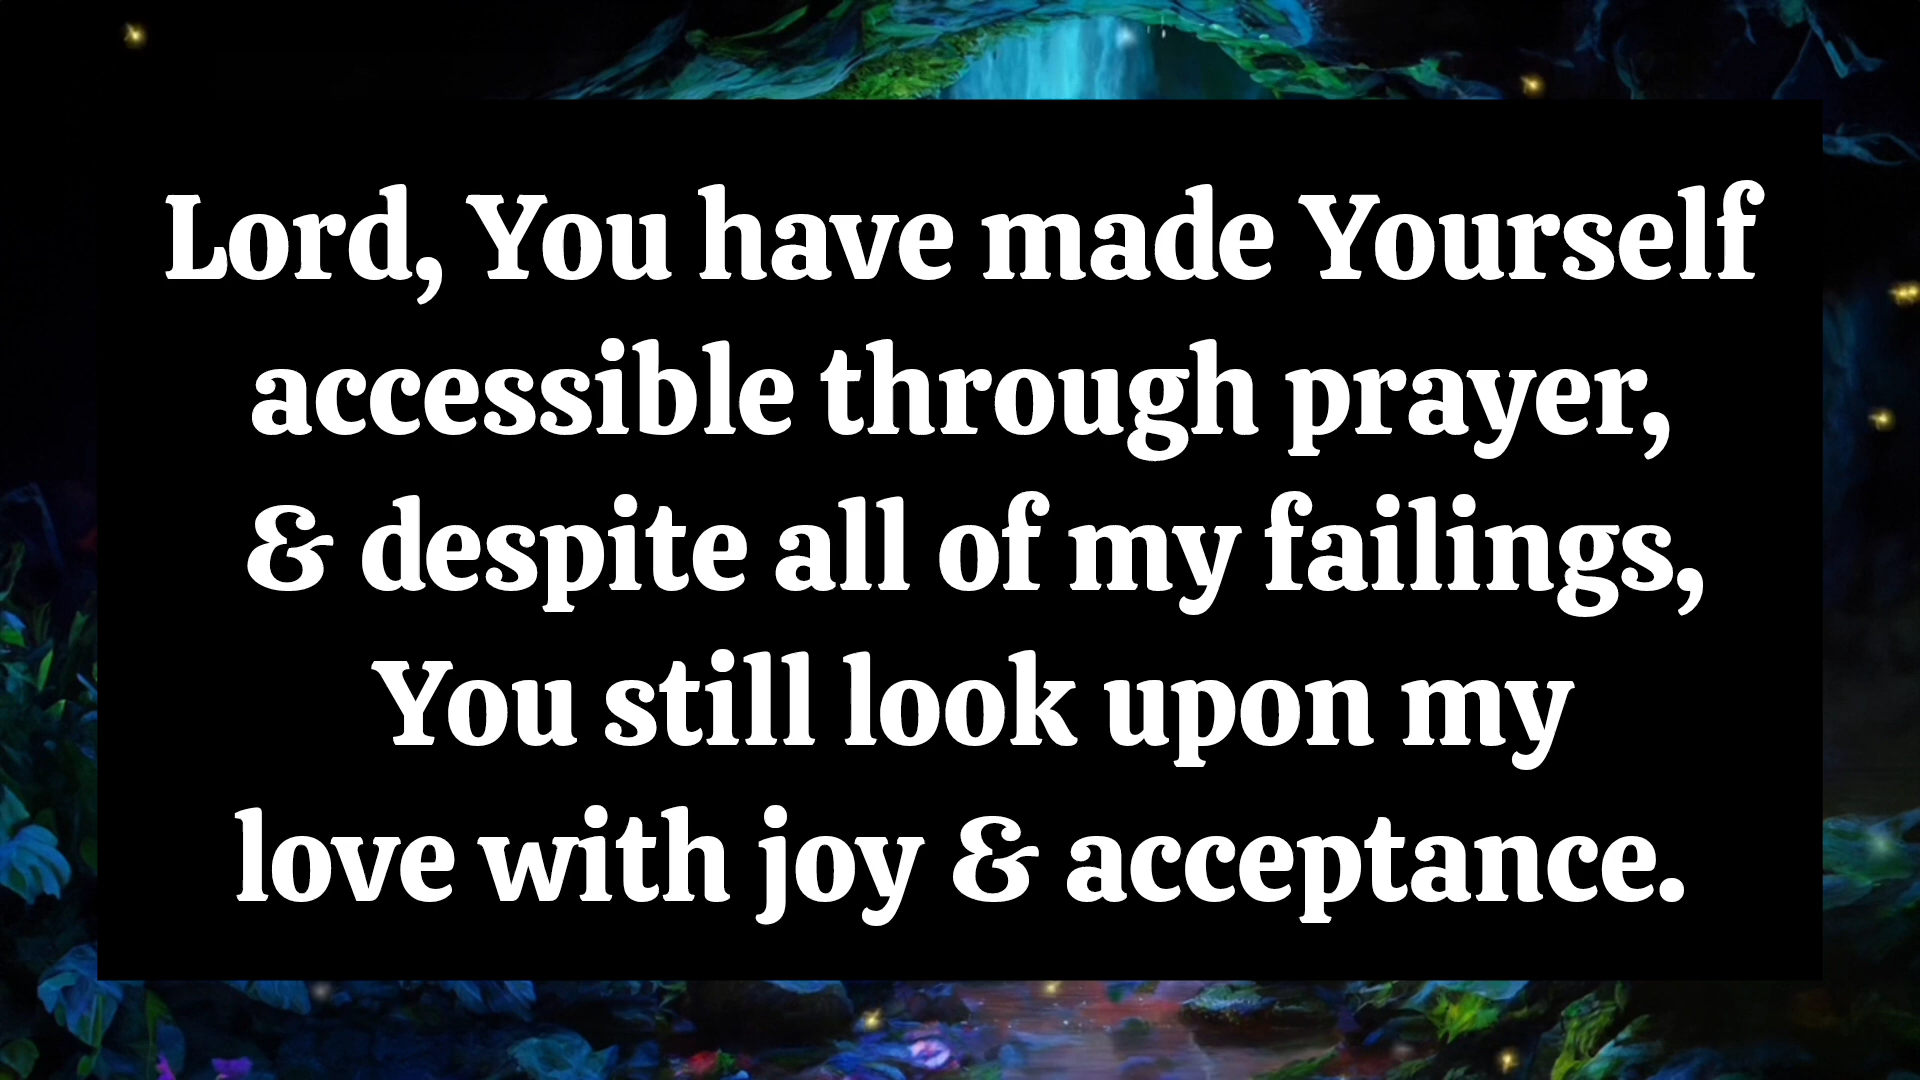 Lord, You have made Yourself
accessible through prayer,
& despite all of my failings,
You still look upon my
love with joy & acceptance.